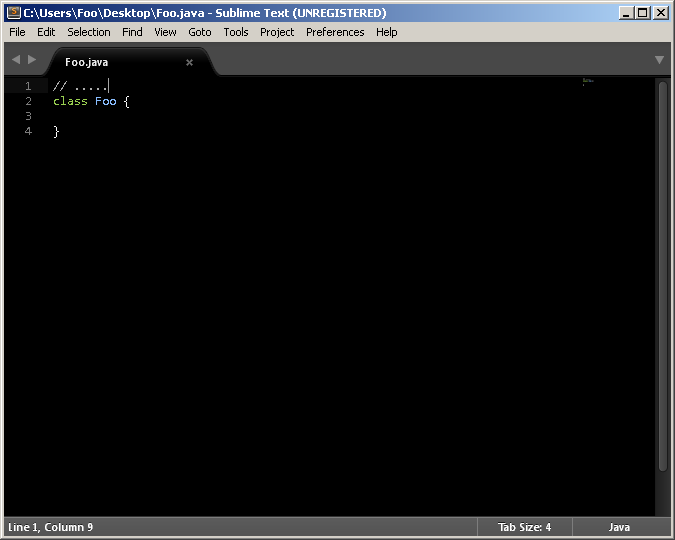 C:\Users\Foo\Desktop\Foo.java - Sublime Text (UNREGISTERED)
File Edit Selection Find View Goto Tools Project Preferences Help
Foo.java
1 // .....
2 class Foo {
3
4 }
Line 1, Column 9 Tab Size: 4 Java